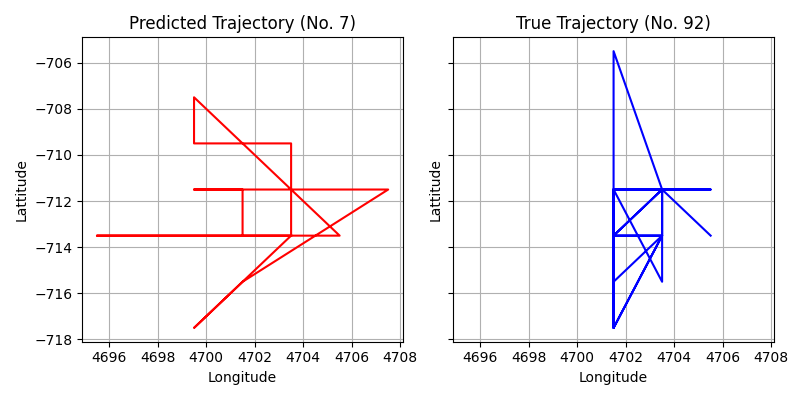 Predicted Trajectory (No. 7)
True Trajectory (No. 92)
−706
−708
−710
−712
−714
−716
−718
Lattitude
Lattitude
4696 4698 4700 4702 4704 4706 4708
4696 4698 4700 4702 4704 4706 4708
Longitude
Longitude